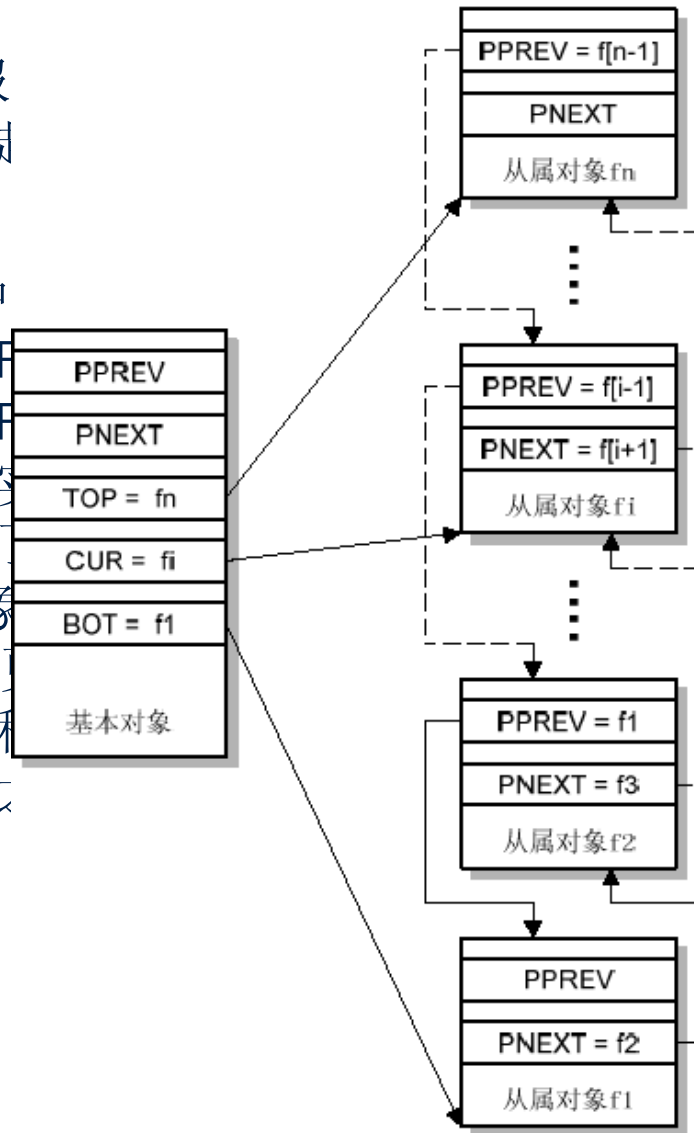 PPREV = f[n-1]
PNEXT
从属对象fn
PPREV
PNEXT
TOP = fn
CUR = fi
BOT = f1
基本对象
PPREV = f[i-1]
PNEXT = f[i+1]
从属对象fi
PPREV = f1
PNEXT = f3
从属对象f2
PPREV
PNEXT = f2
从属对象f1